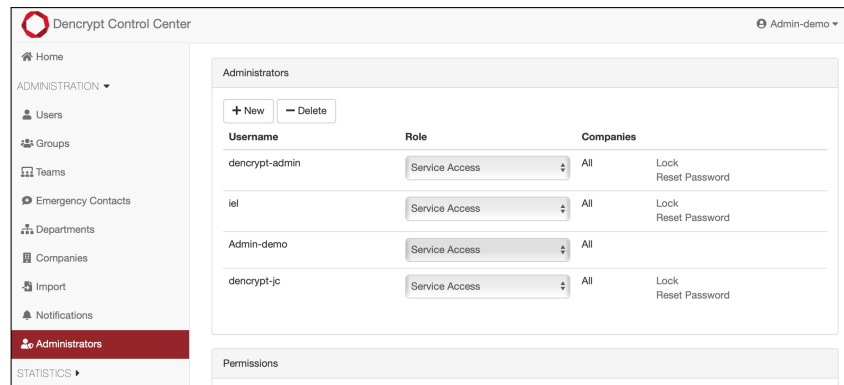 Dencrypt Control Center
Admin-demo
Home
ADMINISTRATION
Users
Groups
Teams
Emergency Contacts
Departments
Companies
Import
Notifications
Administrators
STATISTICS
Administrators
New Delete
Username Role Companies
dencrypt-admin Service Access All Lock
Reset Password
iel Service Access All Lock
Reset Password
Admin-demo Service Access All
dencrypt-jc Service Access All Lock
Reset Password
Permissions